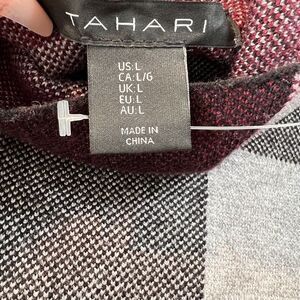 TAHARI
US:L
CA:L/G
UK:L
EU:L
AU:L
MADE IN
CHINA